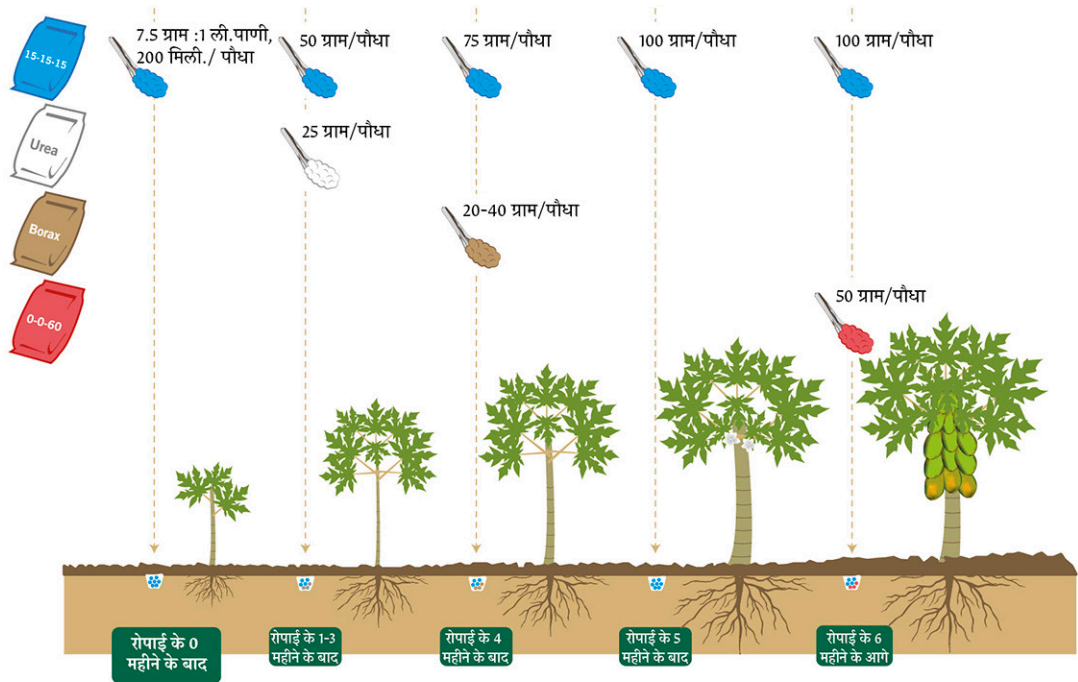 15-15-15
7.5 ग्राम :1 ली.पाणी,
200 मिली./ पौधा
50 ग्राम/पौधा
75 ग्राम/पौधा
100 ग्राम/पौधा
100 ग्राम/पौधा
Urea
25 ग्राम/पौधा
Borax
20-40 ग्राम/पौधा
0-0-60
50 ग्राम/पौधा
रोपाई के 0
महीने के बाद
रोपाई के 1-3
महीने के बाद
रोपाई के 4
महीने के बाद
रोपाई के 5
महीने के बाद
रोपाई के 6
महीने के आगे